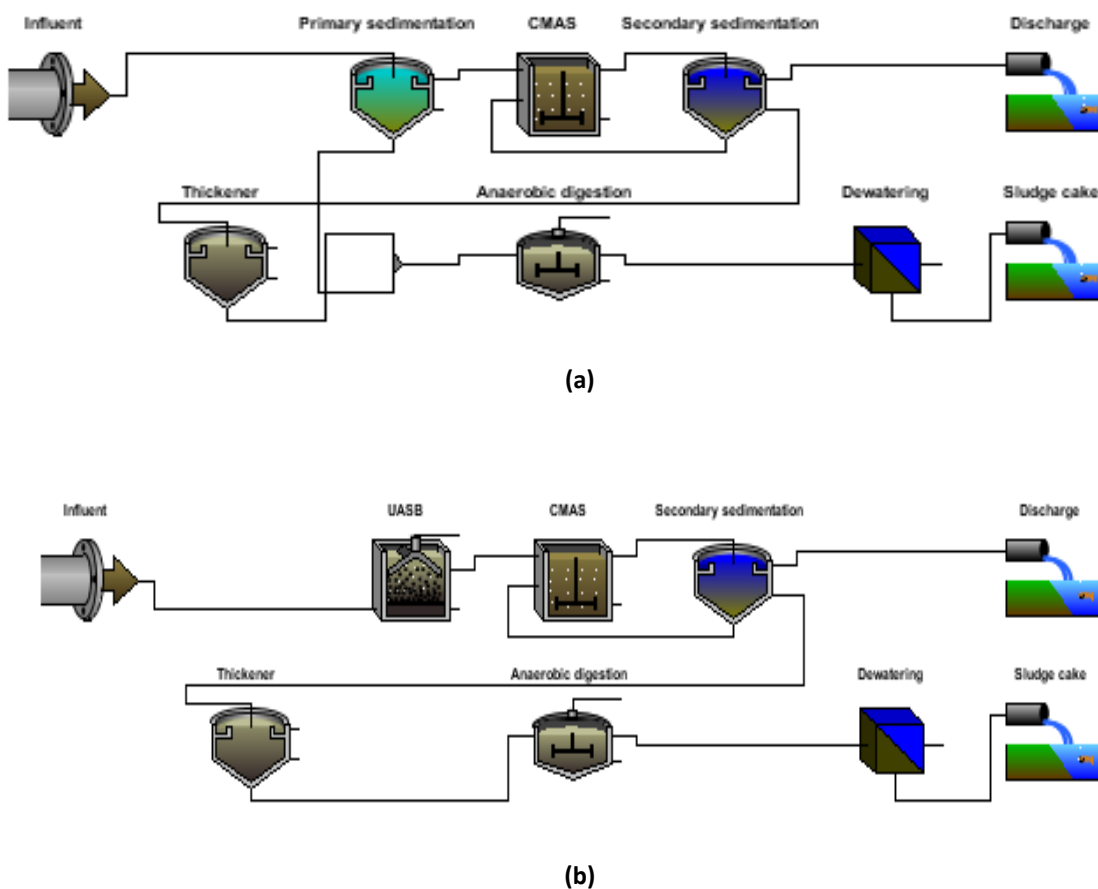 Influent Primary sedimentation CMAS Secondary sedimentation Discharge
Thickener Anaerobic digestion Dewatering Sludge cake
(a)
Influent UASB CMAS Secondary sedimentation Discharge
Thickener Anaerobic digestion Dewatering Sludge cake
(b)